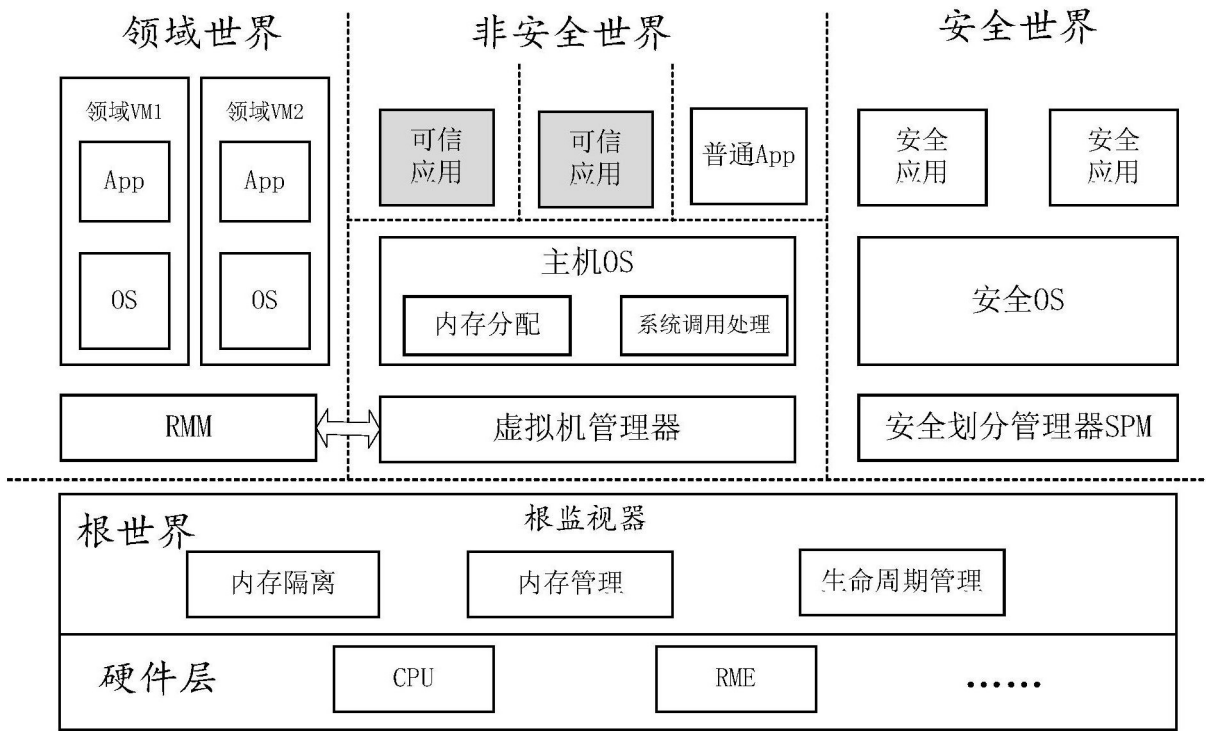 领域世界
非安全世界
安全世界
领域VM1
领域VM2
App
App
OS
OS
RMM
可信
应用
可信
应用
普通App
主机OS
内存分配
系统调用处理
虚拟机管理器
安全
应用
安全
应用
安全OS
安全划分管理器SPM
根世界
根监视器
内存隔离
内存管理
生命周期管理
硬件层
CPU
RME
……